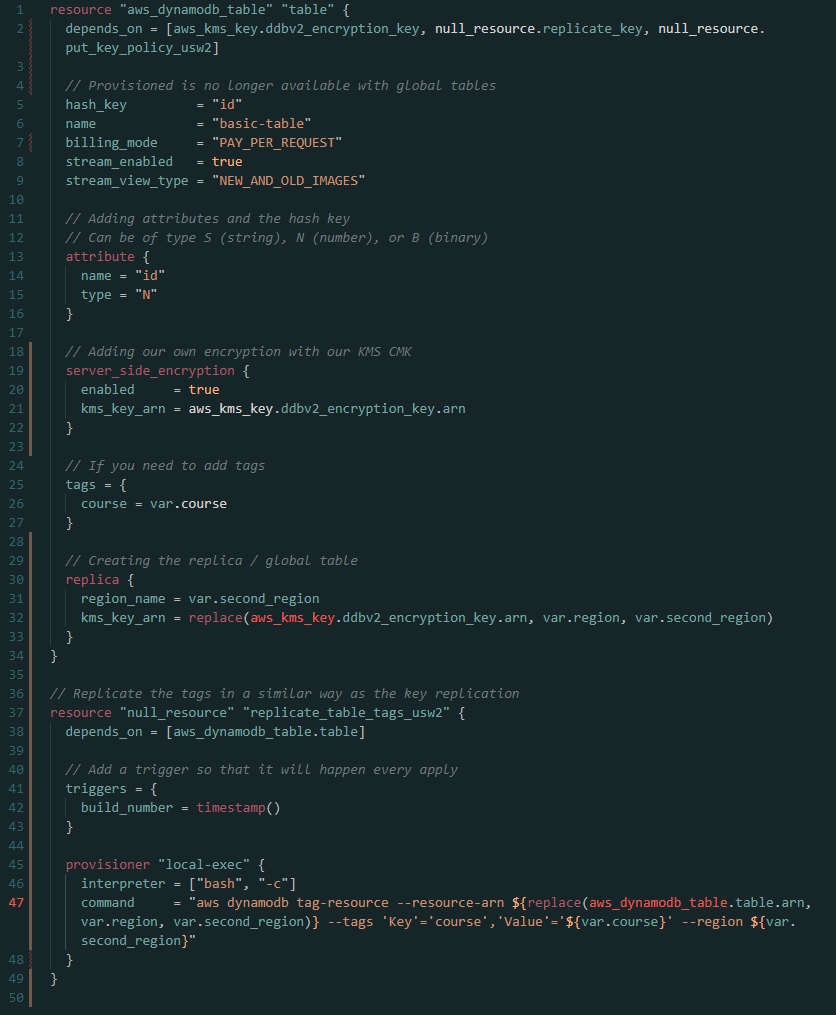 1 resource "aws_dynamodb_table" "table" {
2 depends_on = [aws_kms_key.ddbv2_encryption_key, null_resource.replicate_key, null_resource.
put_key_policy_usw2]
3
4 // Provisioned is no longer available with global tables
5 hash_key = "id"
6 name = "basic-table"
7 billing_mode = "PAY_PER_REQUEST"
8 stream_enabled = true
9 stream_view_type = "NEW_AND_OLD_IMAGES"
10
11 // Adding attributes and the hash key
12 // Can be of type S (string), N (number), or B (binary)
13 attribute {
14 name = "id"
15 type = "N"
16 }
17
18 // Adding our own encryption with our KMS CMK
19 server_side_encryption {
20 enabled = true
21 kms_key_arn = aws_kms_key.ddbv2_encryption_key.arn
22 }
23
24 // If you need to add tags
25 tags = {
26 course = var.course
27 }
28
29 // Creating the replica / global table
30 replica {
31 region_name = var.second_region
32 kms_key_arn = replace(aws_kms_key.ddbv2_encryption_key.arn, var.region, var.second_region)
33 }
34 }
35
36 // Replicate the tags in a similar way as the key replication
37 resource "null_resource" "replicate_table_tags_usw2" {
38 depends_on = [aws_dynamodb_table.table]
39
40 // Add a trigger so that it will happen every apply
41 triggers = {
42 build_number = timestamp()
43 }
44
45 provisioner "local-exec" {
46 interpreter = ["bash", "-c"]
47 command = "aws dynamodb tag-resource --resource-arn ${replace(aws_dynamodb_table.table.arn,
var.region, var.second_region)} --tags 'Key'='course','Value'='${var.course}' --region ${var.
second_region}"
48 }
49 }
50